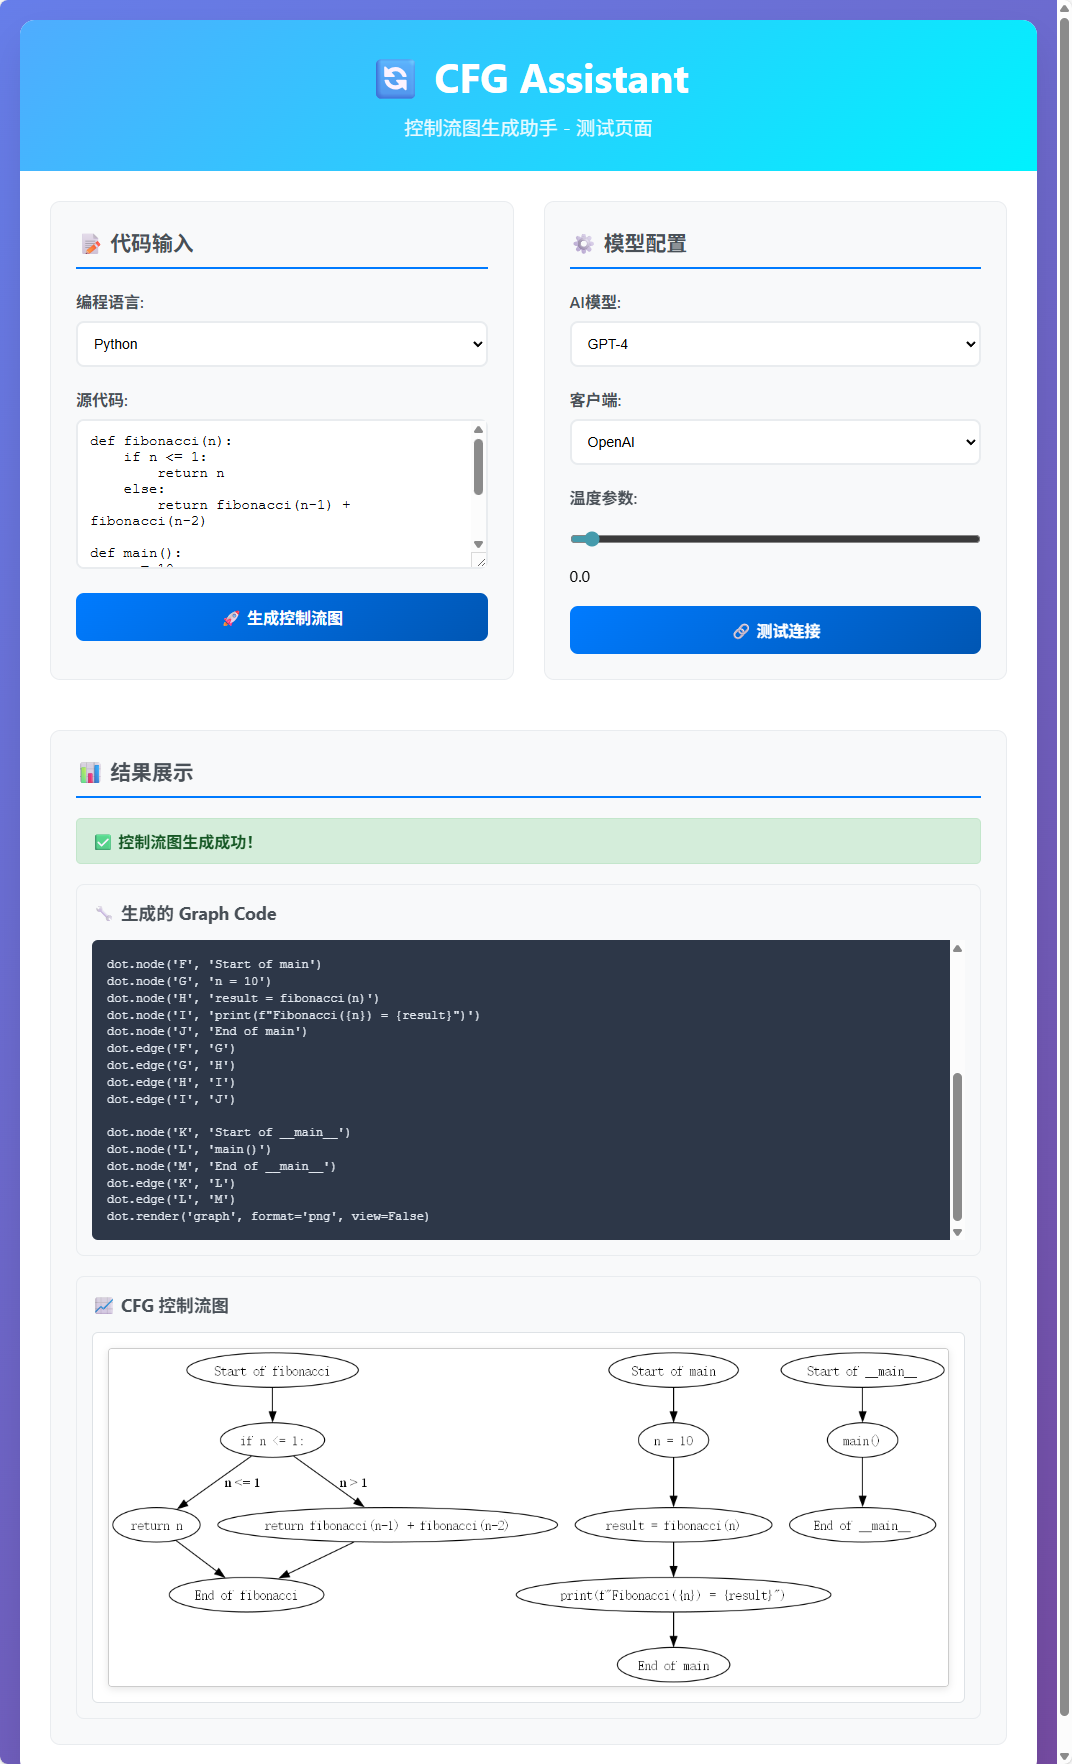 CFG Assistant
控制流图生成助手 - 测试页面
代码输入
编程语言:
Python
源代码:
def fibonacci(n):
    if n <= 1:
        return n
    else:
        return fibonacci(n-1) +
fibonacci(n-2)
def main():
生成控制流图
模型配置
AI模型:
GPT-4
客户端:
OpenAI
温度参数:
0.0
测试连接
结果展示
控制流图生成成功!
生成的 Graph Code
dot.node('F', 'Start of main')
dot.node('G', 'n = 10')
dot.node('H', 'result = fibonacci(n)')
dot.node('I', 'print(f"Fibonacci({n}) = {result}")')
dot.node('J', 'End of main')
dot.edge('F', 'G')
dot.edge('G', 'H')
dot.edge('H', 'I')
dot.edge('I', 'J')
dot.node('K', 'Start of __main__')
dot.node('L', 'main()')
dot.node('M', 'End of __main__')
dot.edge('K', 'L')
dot.edge('L', 'M')
dot.render('graph', format='png', view=False)
CFG 控制流图
Start of fibonacci
if n <= 1:
n <= 1
n > 1
return n
return fibonacci(n-1) + fibonacci(n-2)
End of fibonacci
Start of main
n = 10
result = fibonacci(n)
print(f"Fibonacci({n}) = {result}")
End of main
Start of __main__
main()
End of __main__